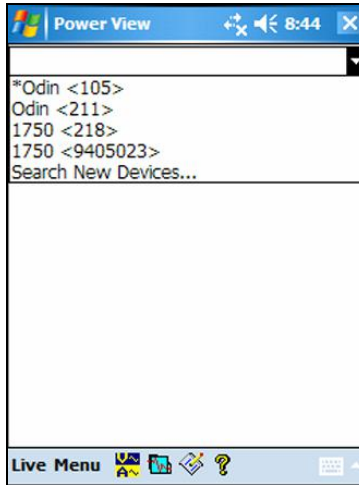 Power View 8:44
*Odin <105>
Odin <211>
1750 <218>
1750 <9405023>
Search New Devices...
Live Menu